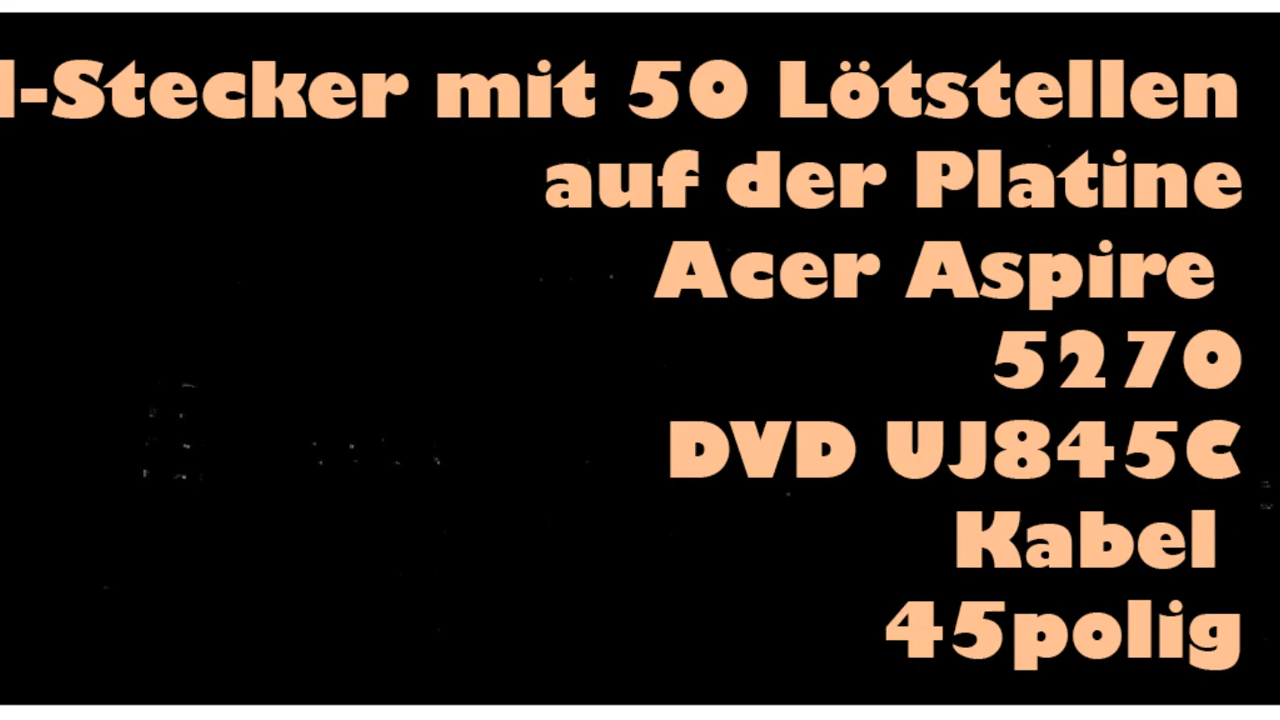 -Stecker mit 50 Lötstellen
auf der Platine
Acer Aspire
5270
DVD UJ845C
Kabel
45polig